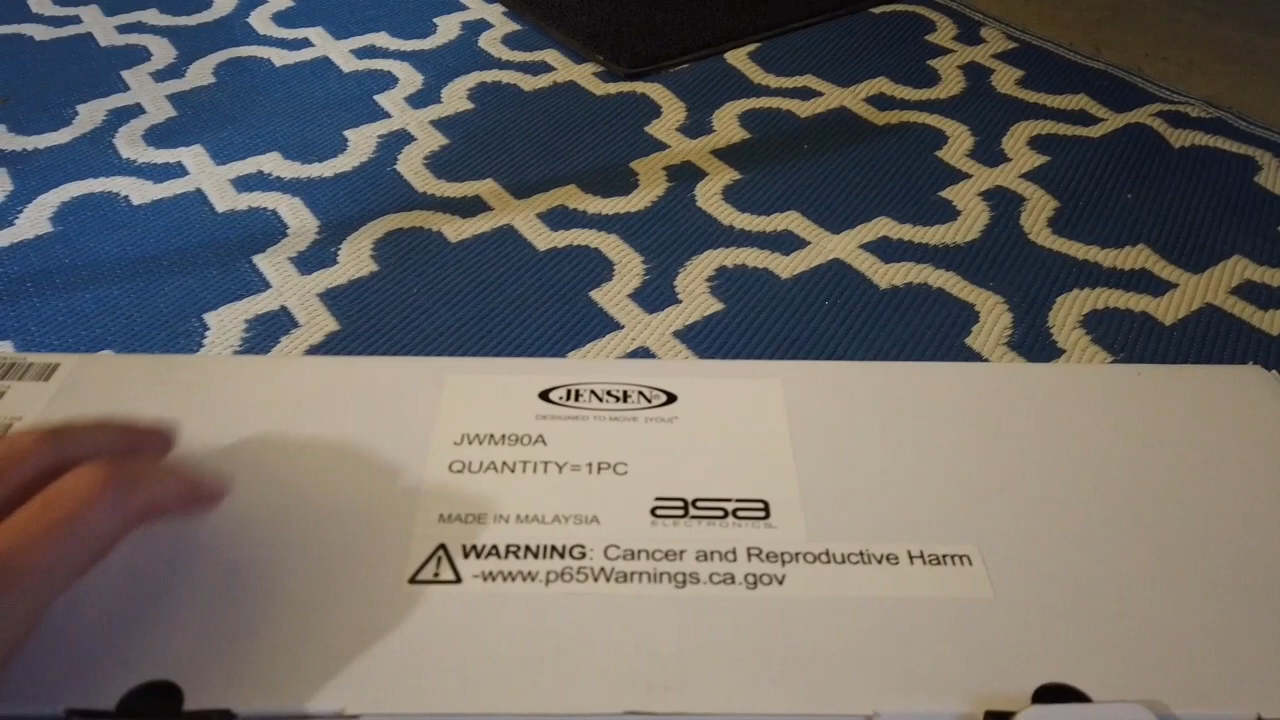 JENSEN®
DESIGNED TO MOVE [YOU]™
JWM90A
QUANTITY=1PC
MADE IN MALAYSIA
asa
ELECTRONICS
WARNING: Cancer and Reproductive Harm
-www.p65Warnings.ca.gov